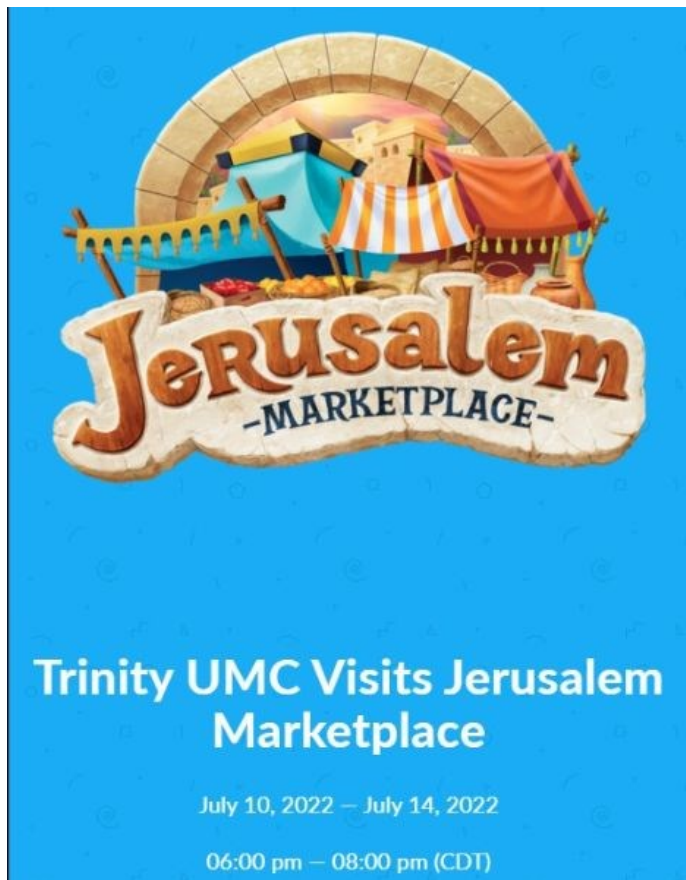 Jerusalem
-MARKETPLACE-
Trinity UMC Visits Jerusalem
Marketplace
July 10, 2022 — July 14, 2022
06:00 pm — 08:00 pm (CDT)